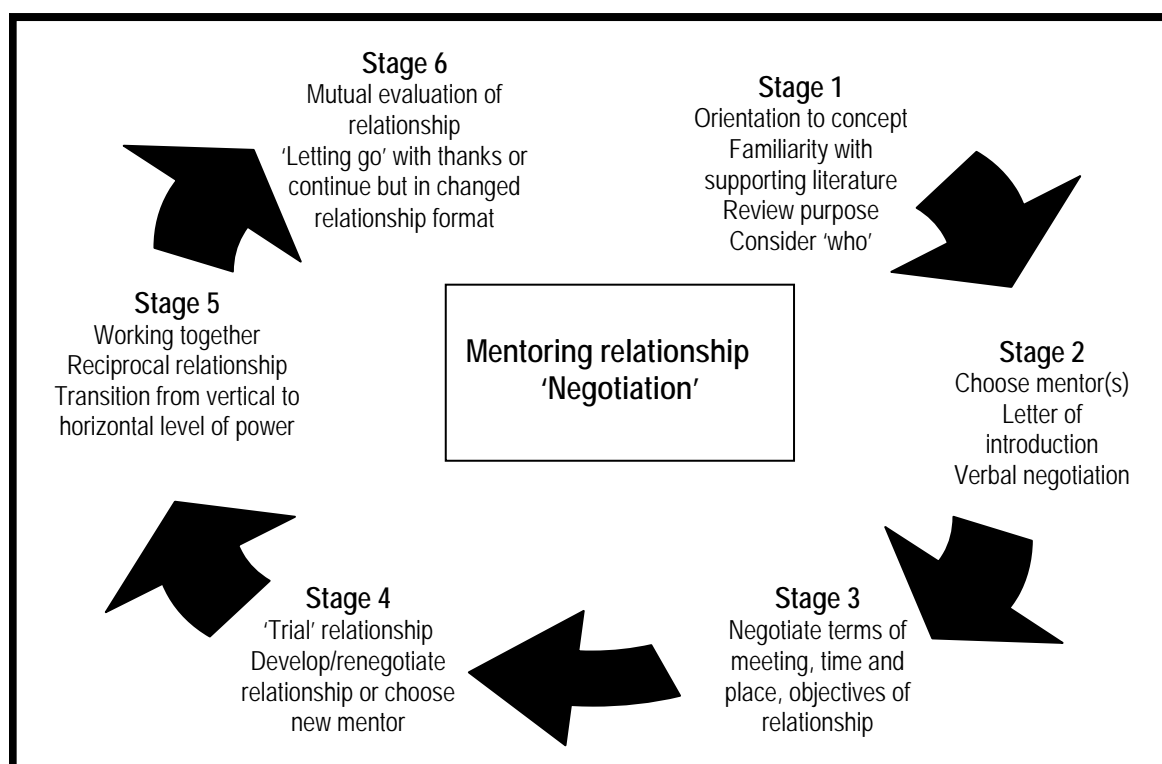 Stage 1
Orientation to concept
Familiarity with
supporting literature
Review purpose
Consider ‘who’
Stage 2
Choose mentor(s)
Letter of
introduction
Verbal negotiation
Stage 3
Negotiate terms of
meeting, time and
place, objectives of
relationship
Stage 4
‘Trial’ relationship
Develop/renegotiate
relationship or choose
new mentor
Stage 5
Working together
Reciprocal relationship
Transition from vertical to
horizontal level of power
Stage 6
Mutual evaluation of
relationship
‘Letting go’ with thanks or
continue but in changed
relationship format
Mentoring relationship
‘Negotiation’